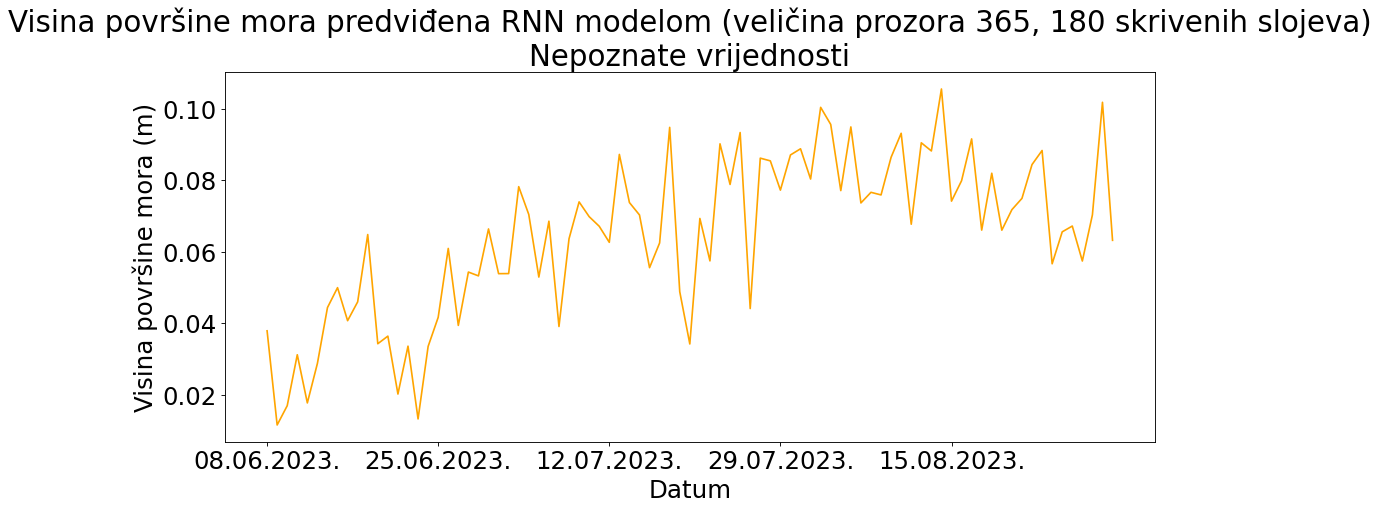 Visina površine mora predviđena RNN modelom (veličina prozora 365, 180 skrivenih slojeva)
Nepoznate vrijednosti
Visina površine mora (m)
0.10
0.08
0.06
0.04
0.02
08.06.2023.
25.06.2023.
12.07.2023.
29.07.2023.
15.08.2023.
Datum